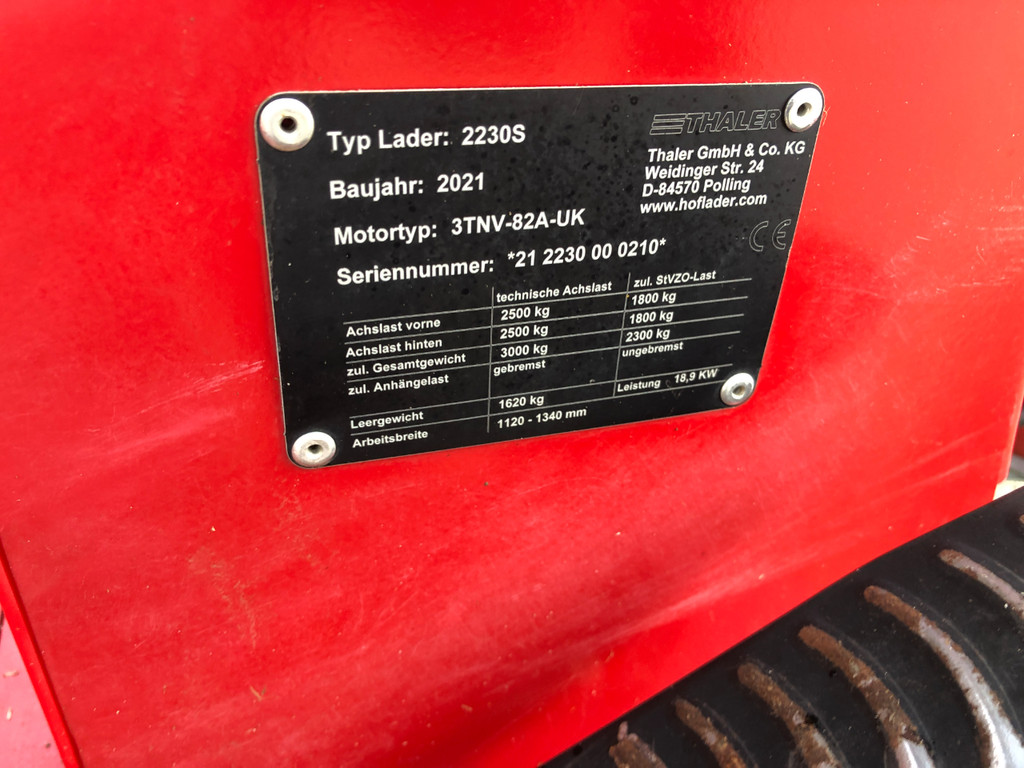 THALER
Typ Lader: 2230S
Thaler GmbH & Co. KG
Weidinger Str. 24
D-84570 Polling
www.hoflader.com
Baujahr: 2021
Motortyp: 3TNV-82A-UK
CE
Seriennummer: *21 2230 00 0210*
technische Achslast zul. StVZO-Last
Achslast vorne 2500 kg 1800 kg
Achslast hinten 2500 kg 1800 kg
zul. Gesamtgewicht 3000 kg 2300 kg
zul. Anhängelast gebremst ungebremst
Leergewicht 1620 kg Leistung 18,9 KW
Arbeitsbreite 1120 - 1340 mm